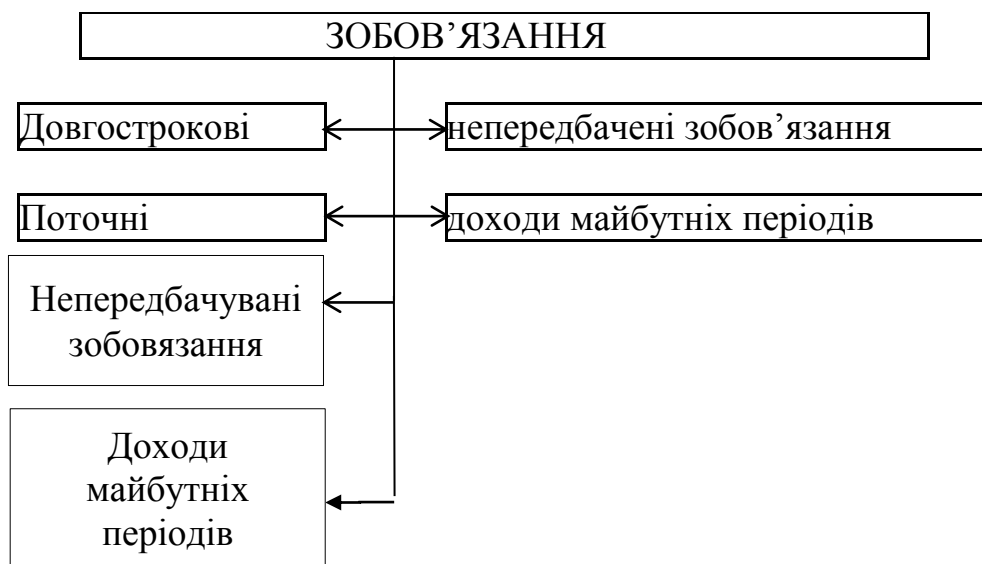 ЗОБОВ’ЯЗАННЯ
Довгострокові
непередбачені зобов’язання
Поточні
доходи майбутніх періодів
Непередбачувані
зобовязання
Доходи
майбутніх
періодів